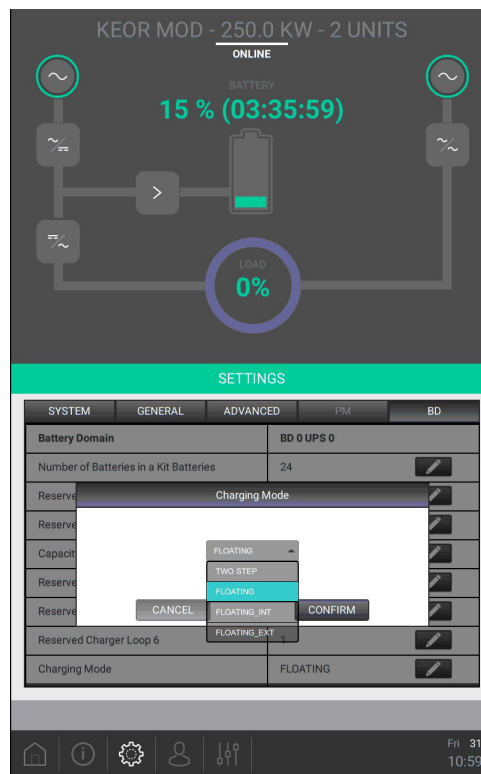 KEOR MOD - 250.0 KW - 2 UNITS
ONLINE
BATTERY
15 % (03:35:59)
LOAD
0%
SETTINGS
SYSTEM GENERAL ADVANCED PM BD
Battery Domain BD 0 UPS 0
Number of Batteries in a Kit Batteries 24
Reserve
Charging Mode
Reserve
Capacit
FLOATING
TWO STEP
Reserve
FLOATING
Reserve
CANCEL
FLOATING_INT
CONFIRM
FLOATING_EXT
Reserved Charger Loop 6 1
Charging Mode FLOATING
Fri 31
10:59